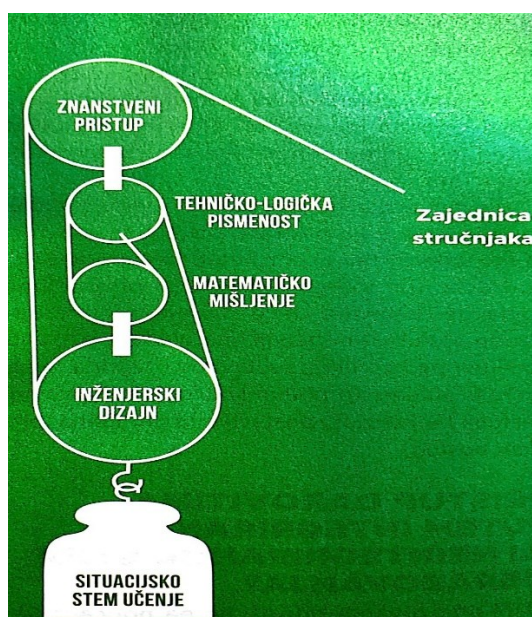 ZNANSTVENI
PRISTUP
TEHNIČKO-LOGIČKA
PISMENOST
Zajednica
stručnjaka
MATEMATIČKO
MIŠLJENJE
INŽENJERSKI
DIZAJN
SITUACIJSKO
STEM UČENJE